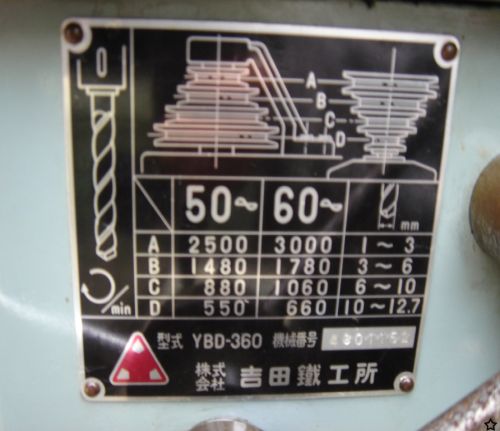 A
B
C
D
50~ 60~ mm
A 2500 3000 1~3
B 1480 1780 3~6
C 880 1060 6~10
D 550 660 10~12.7
/min
型式 YBD-360 機械番号
株式会社 吉田鐵工所